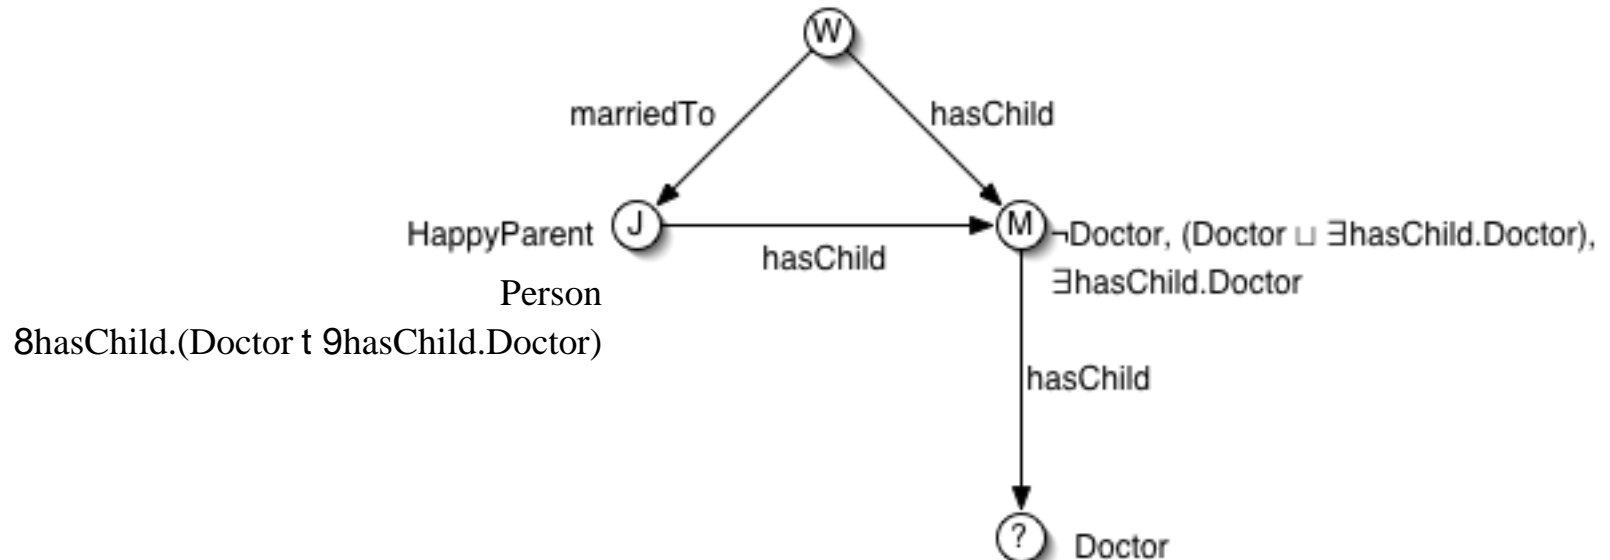 W
marriedTo
hasChild
HappyParent
J
hasChild
M
¬Doctor, (Doctor ⊔ ∃hasChild.Doctor),
∃hasChild.Doctor
Person
8hasChild.(Doctor t 9hasChild.Doctor)
hasChild
?
Doctor